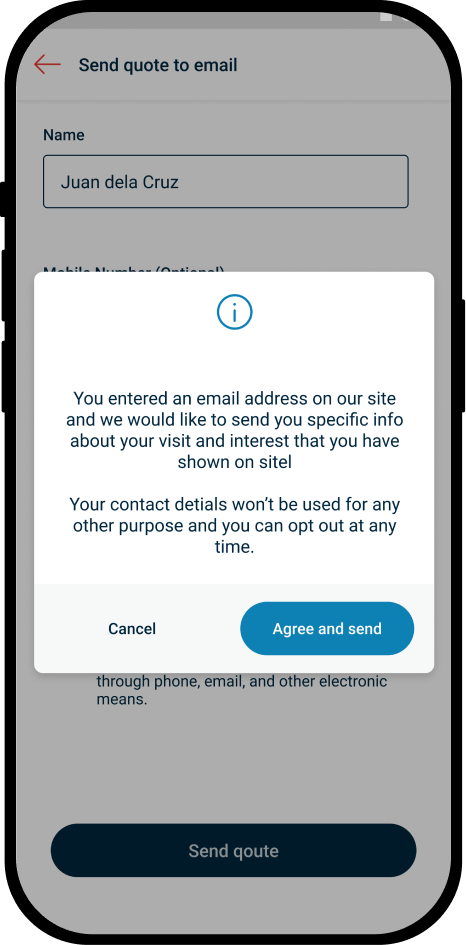 Send quote to email
Name
Juan dela Cruz
Mobile Number (Optional)
You entered an email address on our site
and we would like to send you specific info
about your visit and interest that you have
shown on sitel
Your contact detials won't be used for any
other purpose and you can opt out at any
time.
Cancel
Agree and send
through phone, email, and other electronic
means.
Send qoute